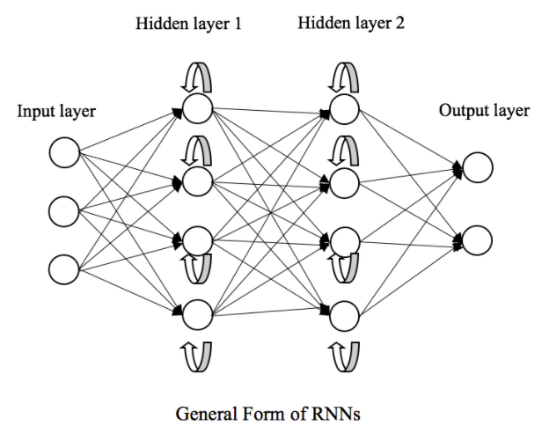 Hidden layer 1
Hidden layer 2
Input layer
Output layer
General Form of RNNs